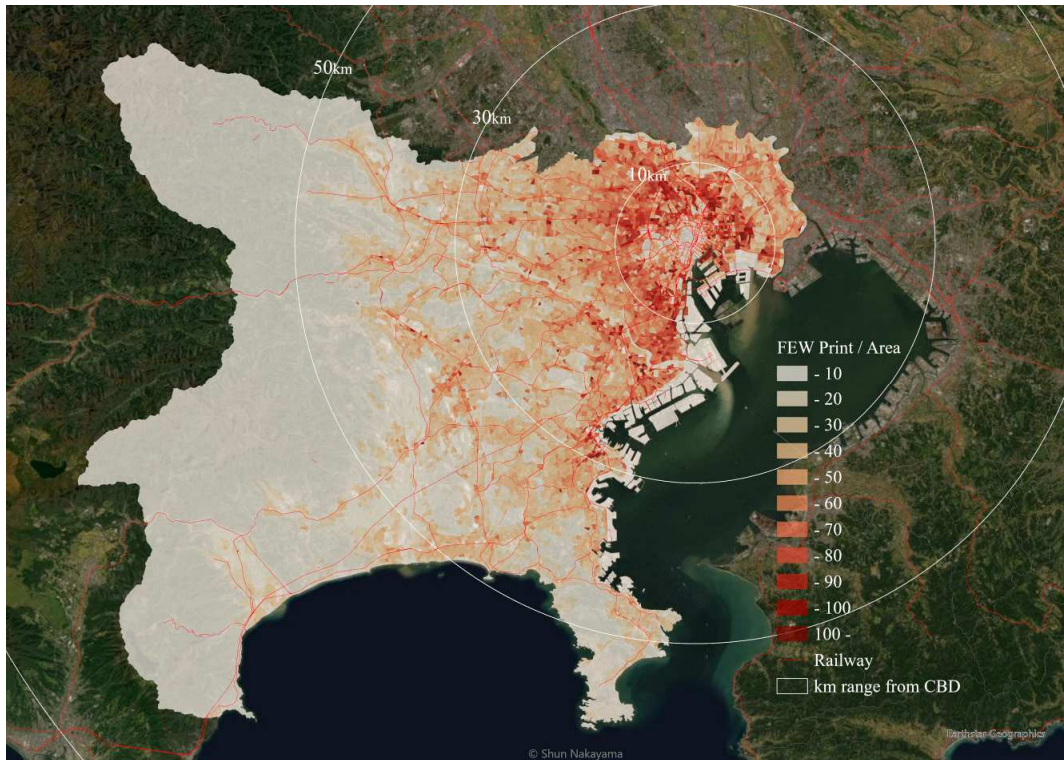 50km
30km
10km
FEW Print / Area
- 10
- 20
- 30
- 40
- 50
- 60
- 70
- 80
- 90
- 100
100 -
Railway
km range from CBD
Earthstar Geographics
© Shun Nakayama